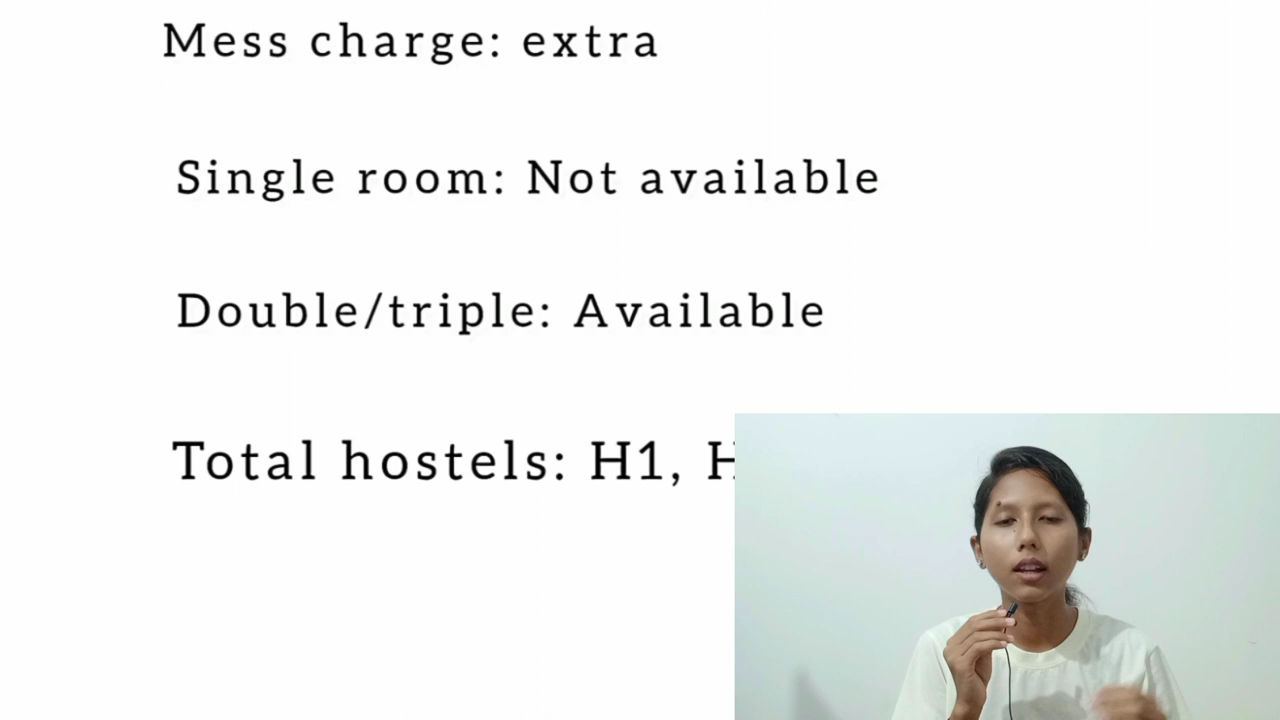 Mess charge: extra
Single room: Not available
Double/triple: Available
Total hostels: H1,